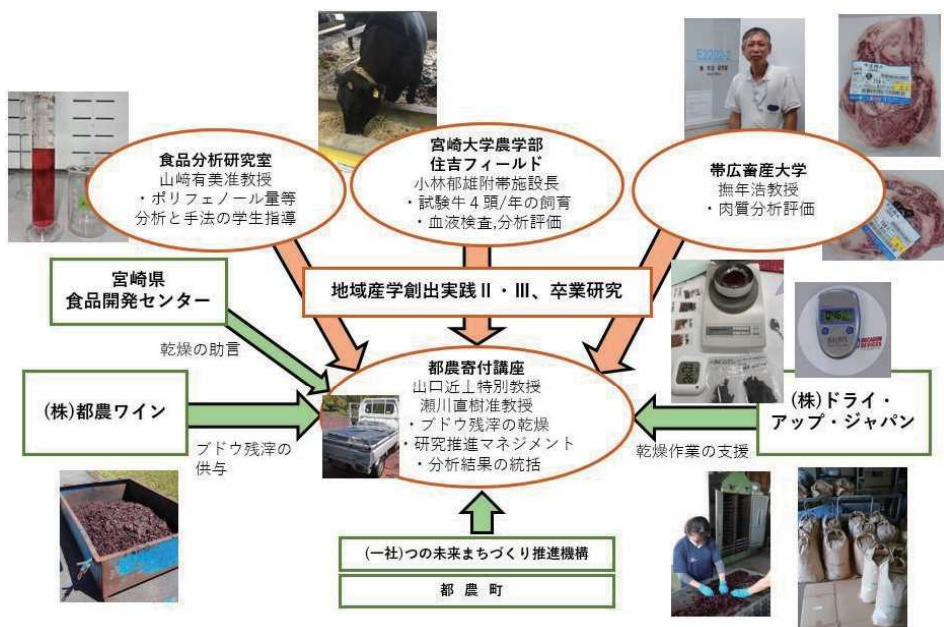 食品分析研究室
山﨑有美准教授
・ポリフェノール量等
分析と手法の学生指導
宮崎大学農学部
住吉フィールド
小林郁雄附帯施設長
・試験牛４頭/年の飼育
・血液検査,分析評価
E2202-2
帯広畜産大学
撫年浩教授
・肉質分析評価
宮崎県
食品開発センター
乾燥の助言
地域産学創出実践Ⅱ・Ⅲ、卒業研究
(株)都農ワイン
ブドウ残滓の
供与
都農寄付講座
山口近上特別教授
瀬川直樹准教授
・ブドウ残滓の乾燥
・研究推進マネジメント
・分析結果の統括
(株)ドライ・
アップ・ジャパン
乾燥作業の支援
(一社)つの未来まちづくり推進機構
都 農 町